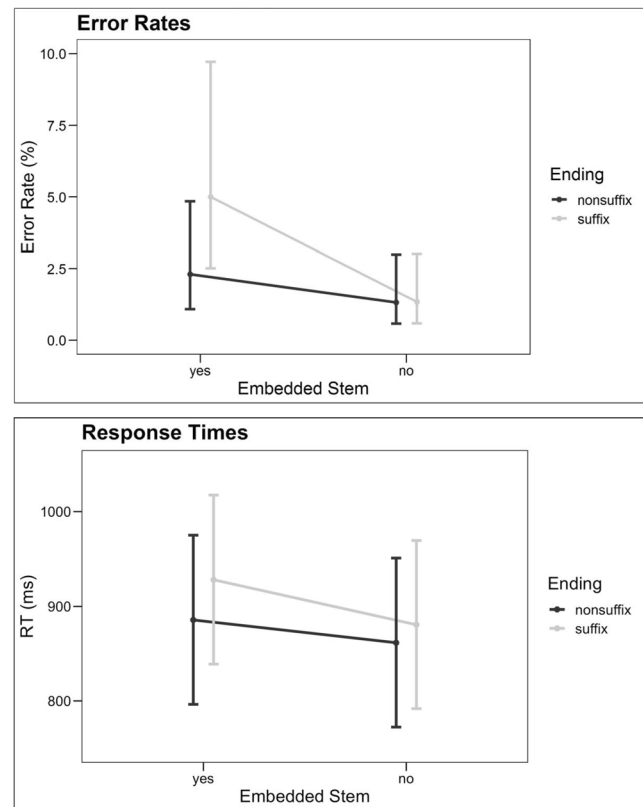 Error Rates
10.0
7.5
5.0
2.5
0.0
Error Rate (%)
yes
no
Embedded Stem
Ending
nonsuffix
suffix
Response Times
1000
900
800
RT (ms)
yes
no
Embedded Stem
Ending
nonsuffix
suffix